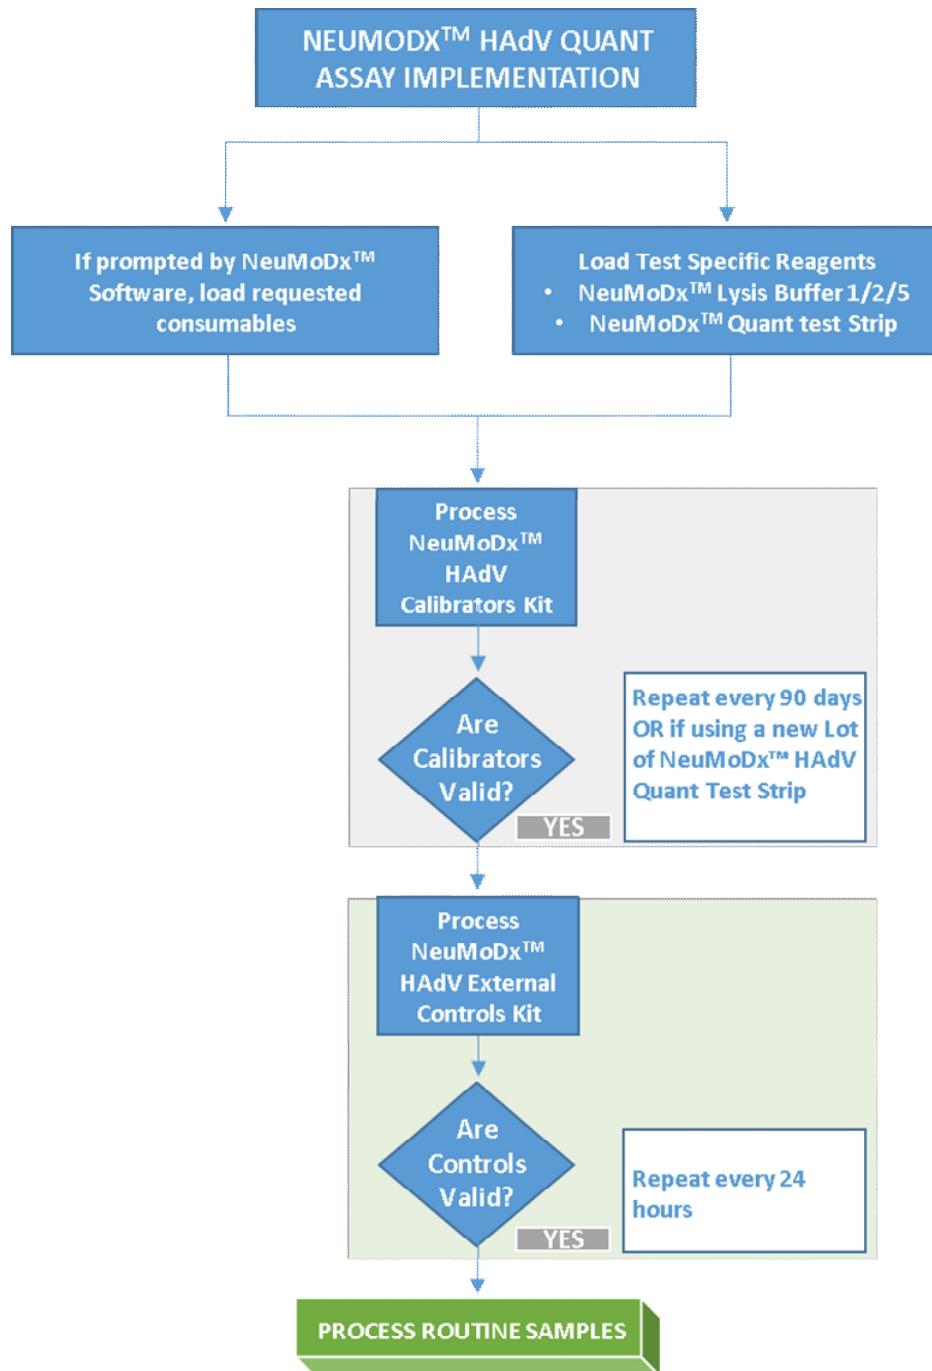 NEUMODX™ HAdV QUANT
ASSAY IMPLEMENTATION
If prompted by NeuMoDx™
Software, load requested
consumables
Load Test Specific Reagents
• NeuMoDx™ Lysis Buffer 1/2/5
• NeuMoDx™ Quant test Strip
Process
NeuMoDx™
HAdV
Calibrators Kit
Are
Calibrators
Valid?
YES
Repeat every 90 days
OR if using a new Lot
of NeuMoDx™ HAdV
Quant Test Strip
Process
NeuMoDx™
HAdV External
Controls Kit
Are
Controls
Valid?
YES
Repeat every 24
hours
PROCESS ROUTINE SAMPLES